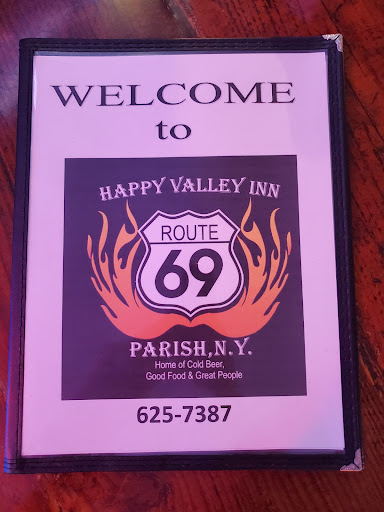 WELCOME
to
HAPPY VALLEY INN
ROUTE
69
PARISH, N.Y.
Home of Cold Beer,
Good Food & Great People
625-7387